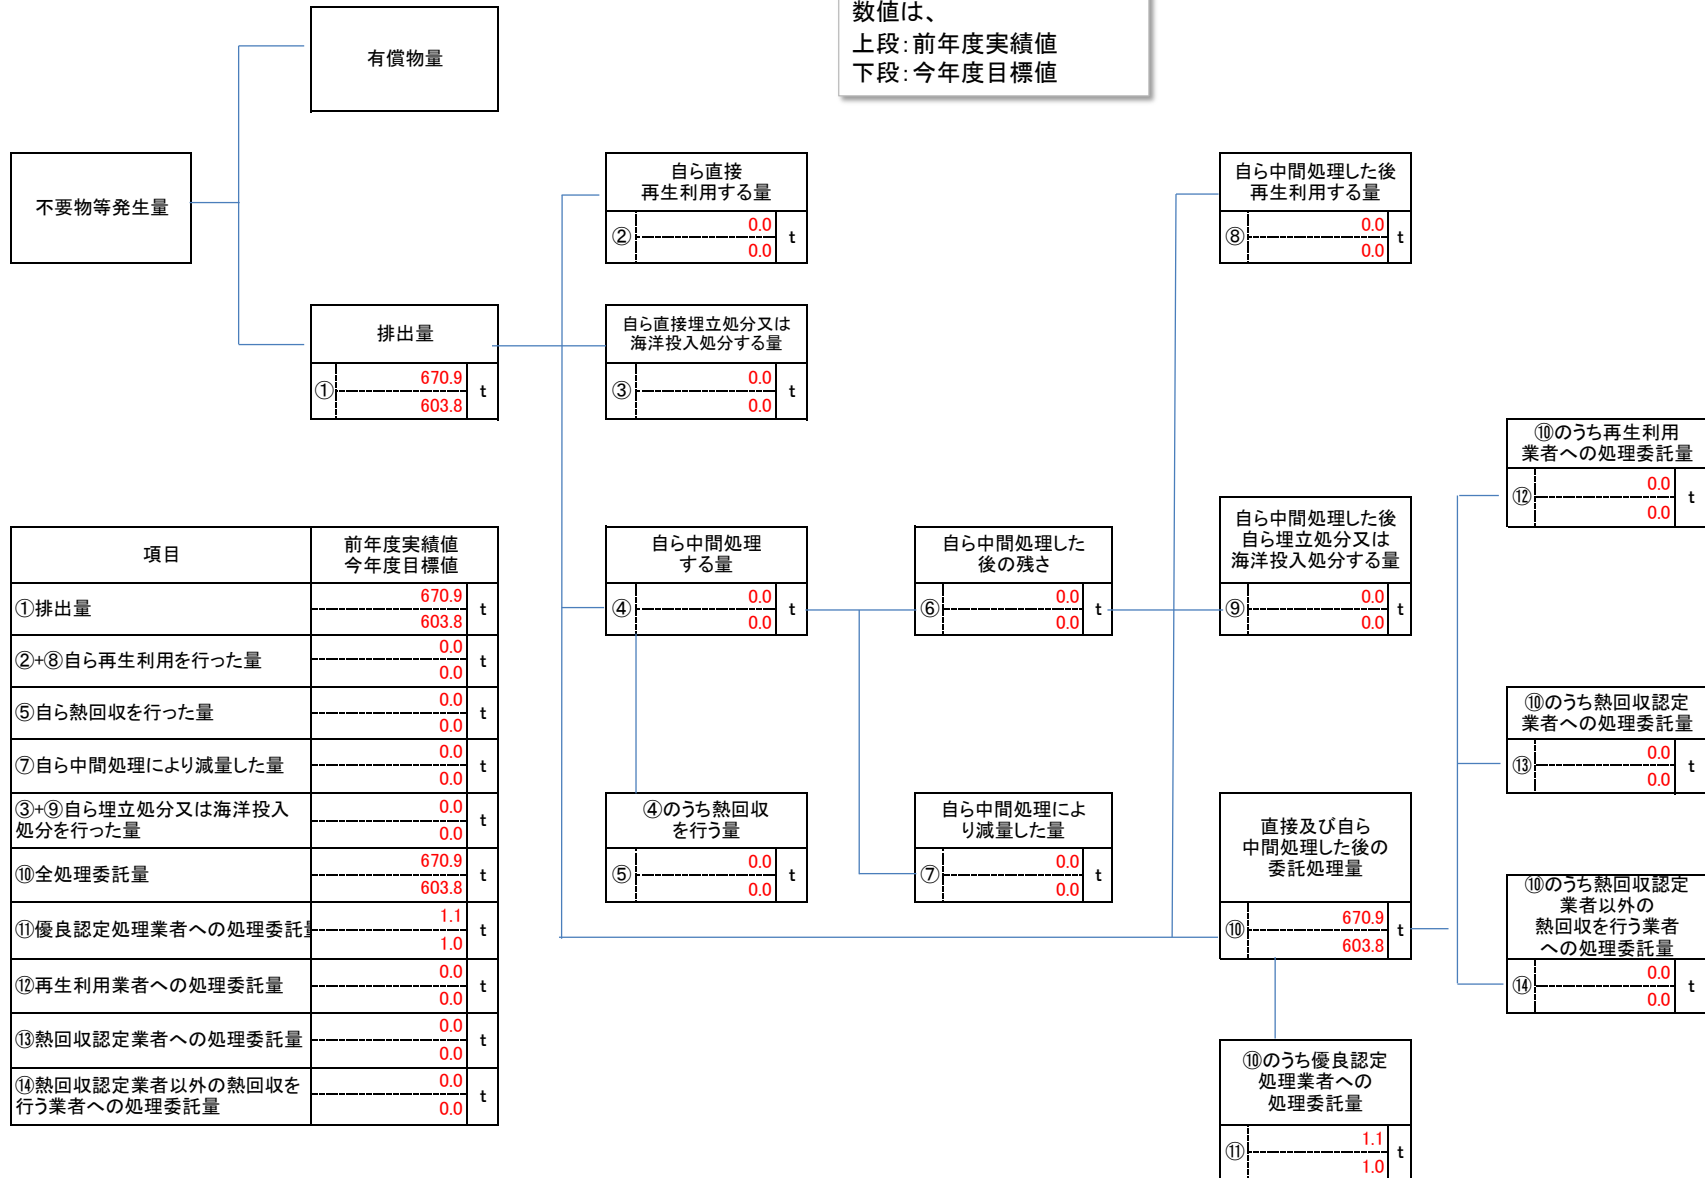 数値は、
上段：前年度実績値
下段：今年度目標値
有償物量
不要物等発生量
排出量
①
670.9
603.8
t
自ら直接
再生利用する量
②
0.0
0.0
t
自ら直接埋立処分又は
海洋投入処分する量
③
0.0
0.0
t
自ら中間処理
する量
④
0.0
0.0
t
④のうち熱回収
を行う量
⑤
0.0
0.0
t
自ら中間処理した
後の残さ
⑥
0.0
0.0
t
自ら中間処理によ
り減量した量
⑦
0.0
0.0
t
自ら中間処理した後
再生利用する量
⑧
0.0
0.0
t
自ら中間処理した後
自ら埋立処分又は
海洋投入処分する量
⑨
0.0
0.0
t
直接及び自ら
中間処理した後の
委託処理量
⑩
670.9
603.8
t
⑩のうち優良認定
処理業者への
処理委託量
⑪
1.1
1.0
t
⑩のうち再生利用
業者への処理委託量
⑫
0.0
0.0
t
⑩のうち熱回収認定
業者への処理委託量
⑬
0.0
0.0
t
⑩のうち熱回収認定
業者以外の
熱回収を行う業者
への処理委託量
⑭
0.0
0.0
t
項目
前年度実績値
今年度目標値
①排出量
670.9
603.8
t
②+⑧自ら再生利用を行った量
0.0
0.0
t
⑤自ら熱回収を行った量
0.0
0.0
t
⑦自ら中間処理により減量した量
0.0
0.0
t
③+⑨自ら埋立処分又は海洋投入
処分を行った量
0.0
0.0
t
⑩全処理委託量
670.9
603.8
t
⑪優良認定処理業者への処理委託
1.1
1.0
t
⑫再生利用業者への処理委託量
0.0
0.0
t
⑬熱回収認定業者への処理委託量
0.0
0.0
t
⑭熱回収認定業者以外の熱回収を
行う業者への処理委託量
0.0
0.0
t